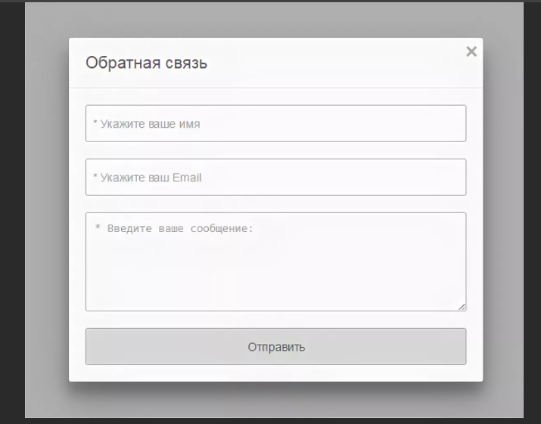 Обратная связь
* Укажите ваше имя
* Укажите ваш Email
* Введите ваше сообщение:
Отправить